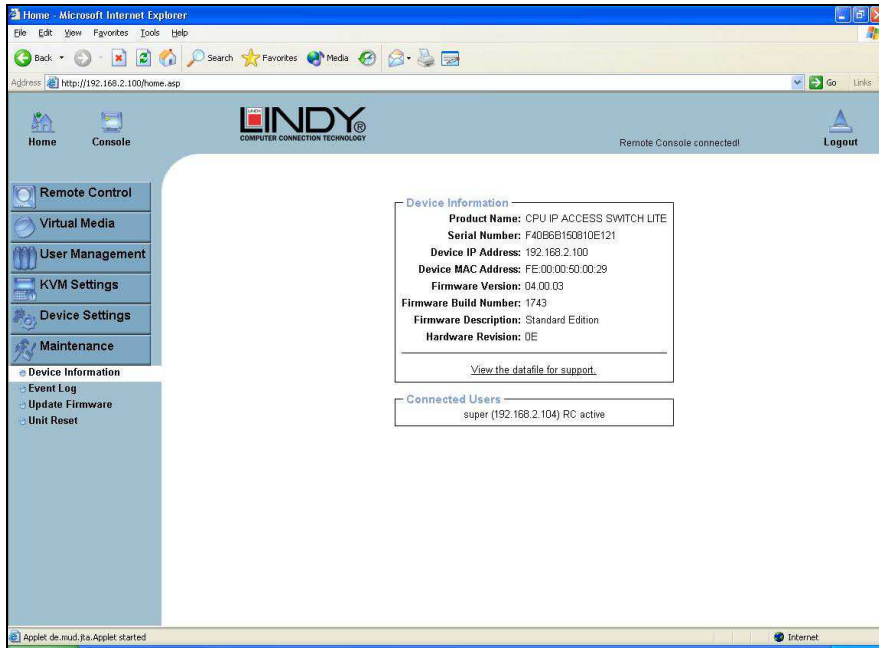 Home - Microsoft Internet Explorer
File Edit View Favorites Tools Help
Back Search Favorites Media
Address http://192.168.2.100/home.asp Go Links
LINDY®
COMPUTER CONNECTION TECHNOLOGY
Home Console Remote Console connected! Logout
Remote Control
Virtual Media
User Management
KVM Settings
Device Settings
Maintenance
Device Information
Event Log
Update Firmware
Unit Reset
Device Information
Product Name: CPU IP ACCESS SWITCH LITE
Serial Number: F40B6B150810E121
Device IP Address: 192.168.2.100
Device MAC Address: FE:00:00:50:00:29
Firmware Version: 04.00.03
Firmware Build Number: 1743
Firmware Description: Standard Edition
Hardware Revision: 0E
View the datafile for support.
Connected Users
super (192.168.2.104) RC active
Applet de.mud.jta.Applet started Internet